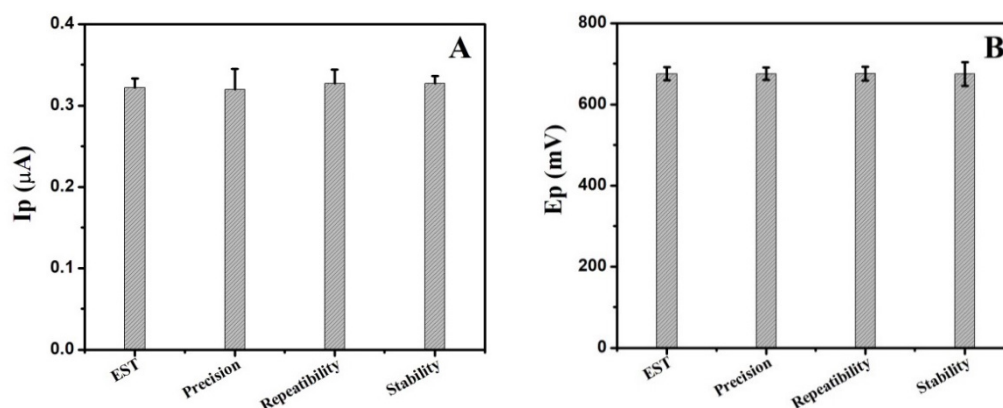 A
Ip (μA)
0.4
0.3
0.2
0.1
0.0
EST
Precision
Repeatibility
Stability
B
Ep (mV)
800
600
400
200
0
EST
Precision
Repeatibility
Stability